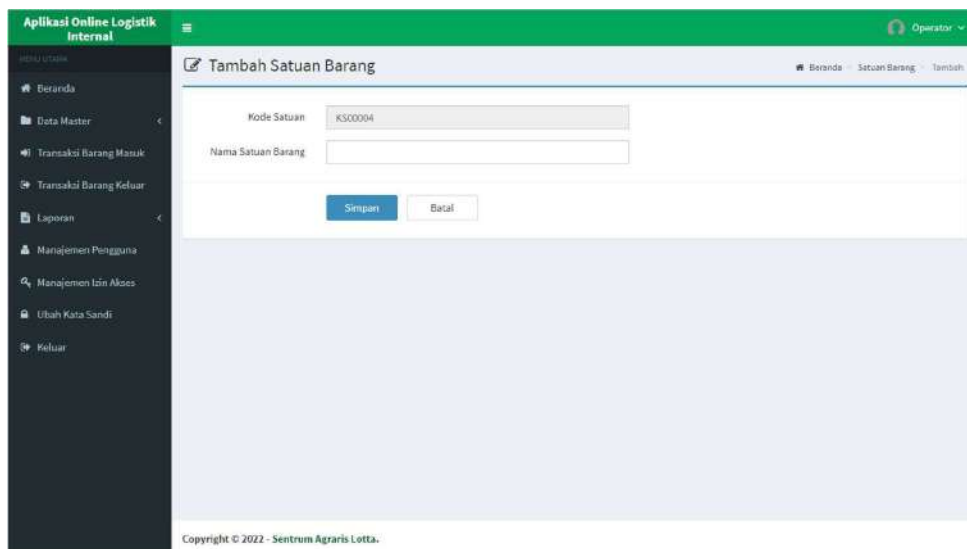 Aplikasi Online Logistik
Internal
Operator
MENU UTAMA
Tambah Satuan Barang
Beranda
Satuan Barang
Tambah
Beranda
Data Master
Transaksi Barang Masuk
Transaksi Barang Keluar
Laporan
Manajemen Pengguna
Manajemen Izin Akses
Ubah Kata Sandi
Keluar
Kode Satuan
KS00004
Nama Satuan Barang
Simpan
Batal
Copyright © 2022 - Sentrum Agraris Lotta.